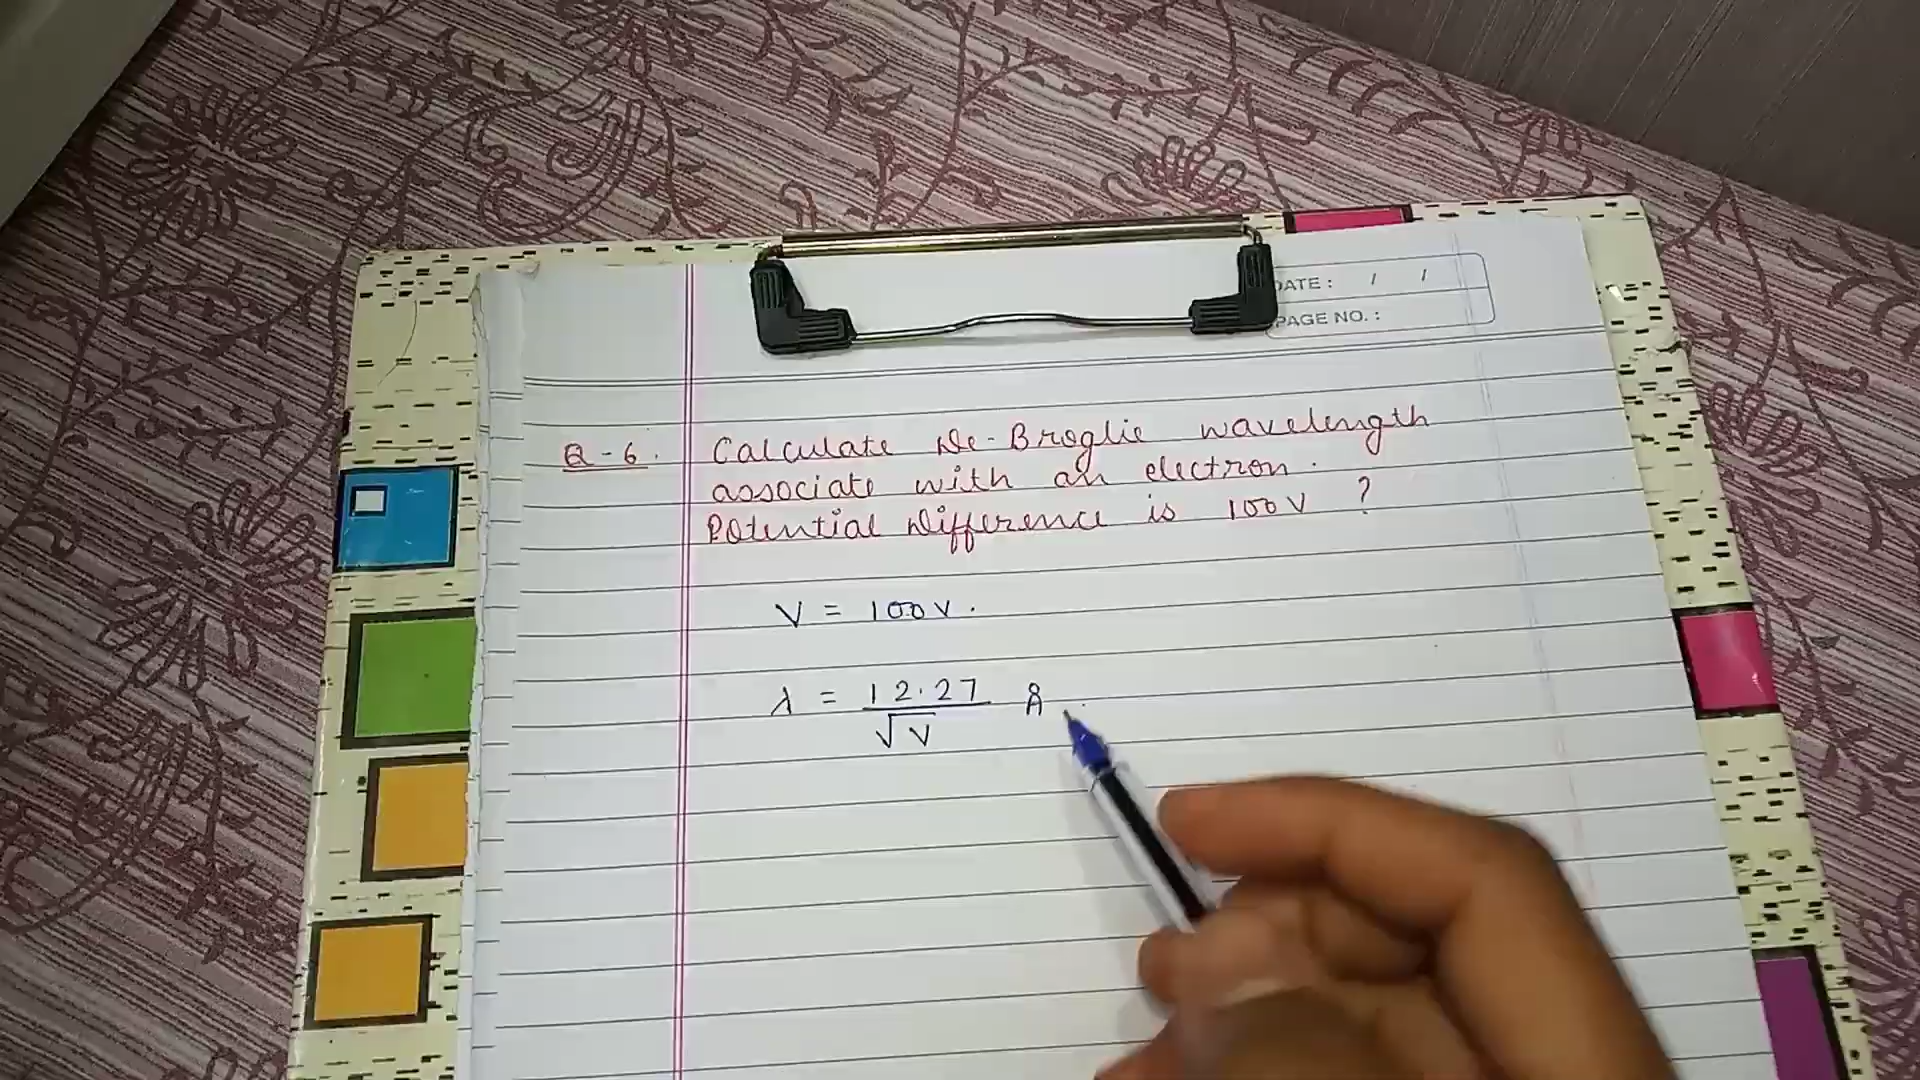 DATE : / /
PAGE NO. :
Q-6. Calculate De-Broglie wavelength
associate with an electron.
Potential Difference is 100V ?
V = 100V.
λ = 12.27 / √V Å